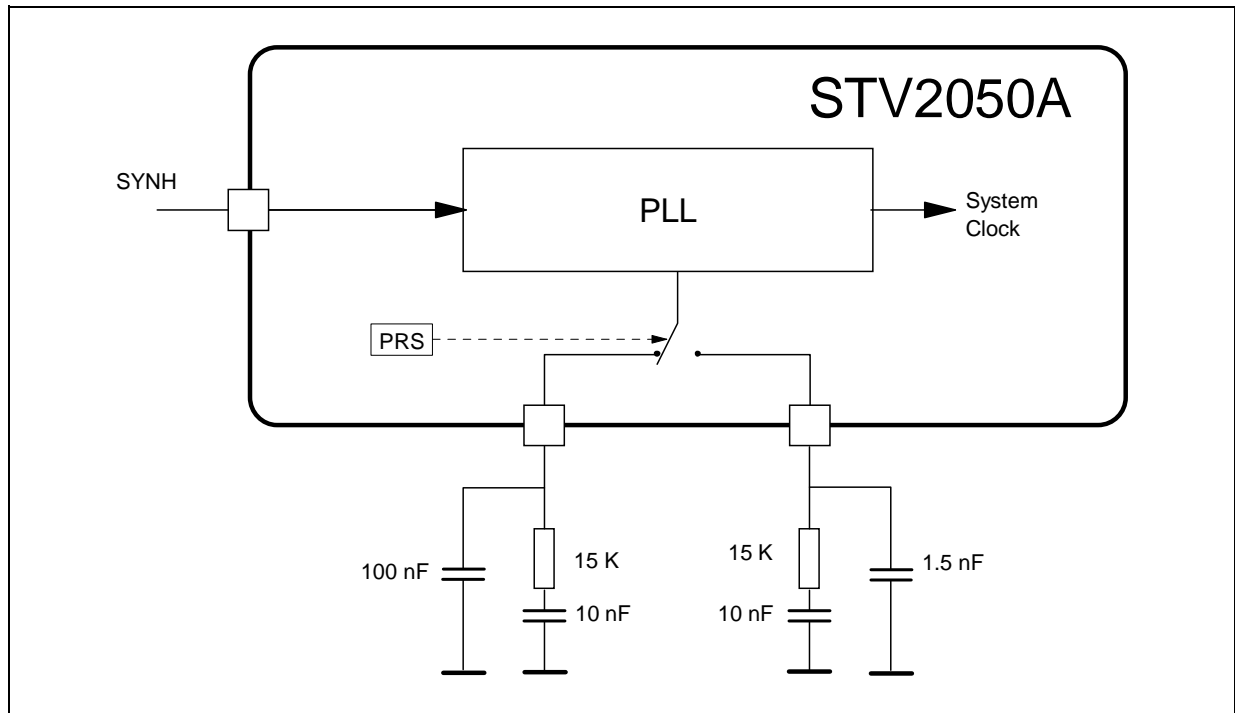 STV2050A
SYNH
PLL
System
Clock
PRS
100 nF
15 K
10 nF
15 K
10 nF
1.5 nF